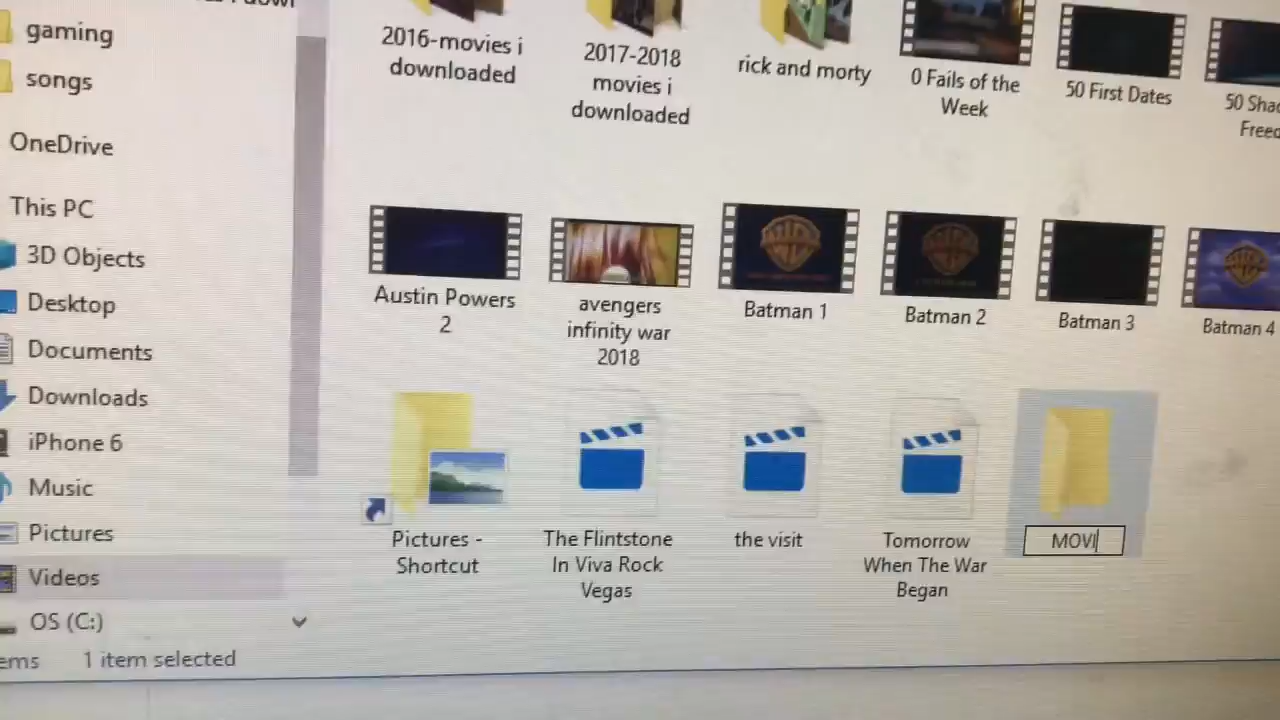 gaming
songs
OneDrive
This PC
3D Objects
Desktop
Documents
Downloads
iPhone 6
Music
Pictures
Videos
OS (C:)
1 item selected
2016-movies i
downloaded
2017-2018
movies i
downloaded
rick and morty
0 Fails of the
Week
50 First Dates
50
Austin Powers
2
avengers
infinity war
2018
Batman 1
Batman 2
Batman 3
Batman 4
Pictures -
Shortcut
The Flintstone
In Viva Rock
Vegas
the visit
Tomorrow
When The War
Began
MOVI